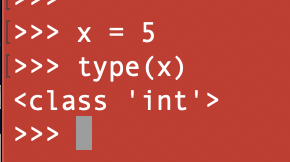 >>>
>>> x = 5
>>> type(x)
<class 'int'>
>>>